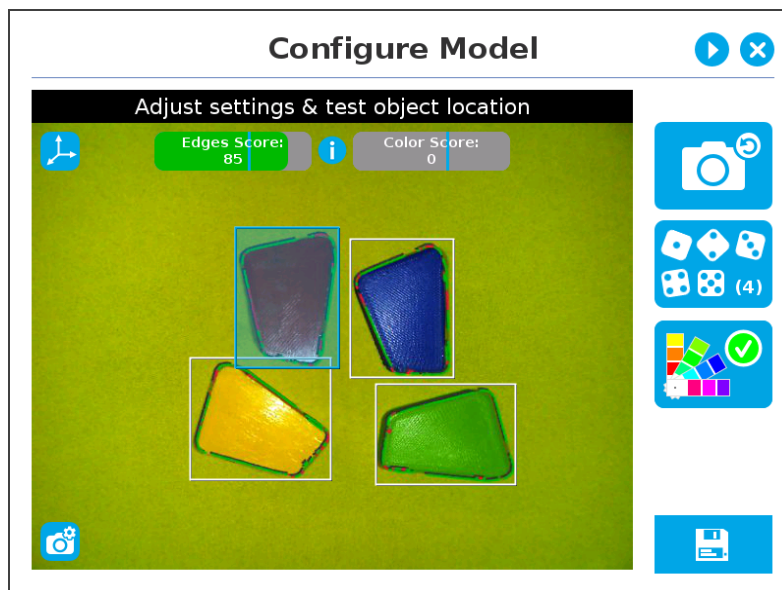 Configure Model
Adjust settings & test object location
Edges Score:
85
i
Color Score:
0
(4)